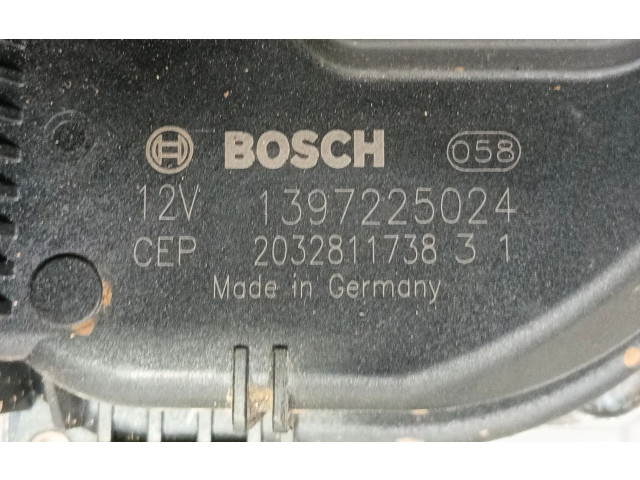 BOSCH 058
12V 1397225024
CEP 2032811738 3 1
Made in Germany